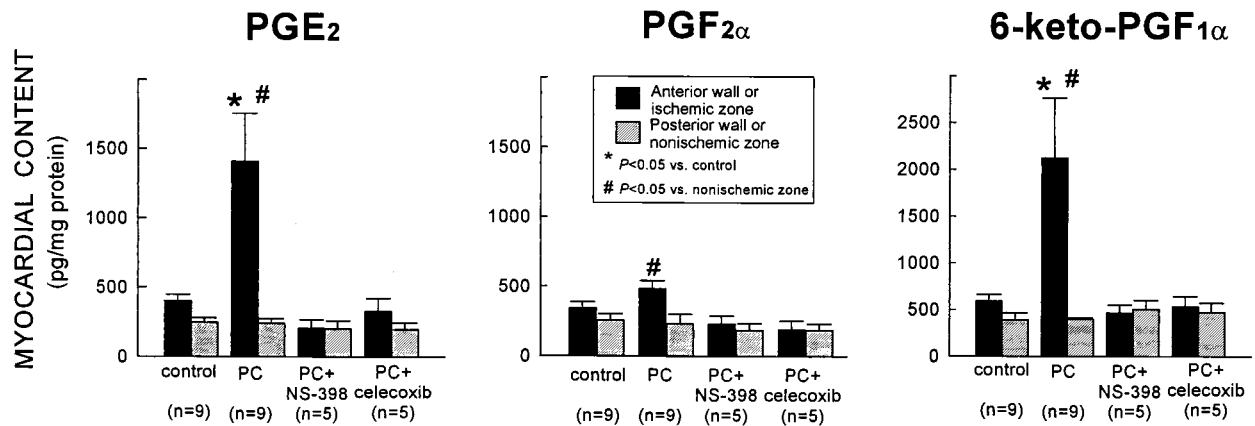 PGE2
PGF2α
6-keto-PGF1α
MYOCARDIAL CONTENT
(pg/mg protein)
1500
1000
500
0
control
PC
PC+
NS-398
PC+
celecoxib
(n=9)
(n=9)
(n=5)
(n=5)
1500
1000
500
0
Anterior wall or
ischemic zone
Posterior wall or
nonischemic zone
* P<0.05 vs. control
# P<0.05 vs. nonischemic zone
#
control
PC
PC+
NS-398
PC+
celecoxib
(n=9)
(n=9)
(n=5)
(n=5)
* #
2500
2000
1500
1000
500
0
* #
control
PC
PC+
NS-398
PC+
celecoxib
(n=9)
(n=9)
(n=5)
(n=5)